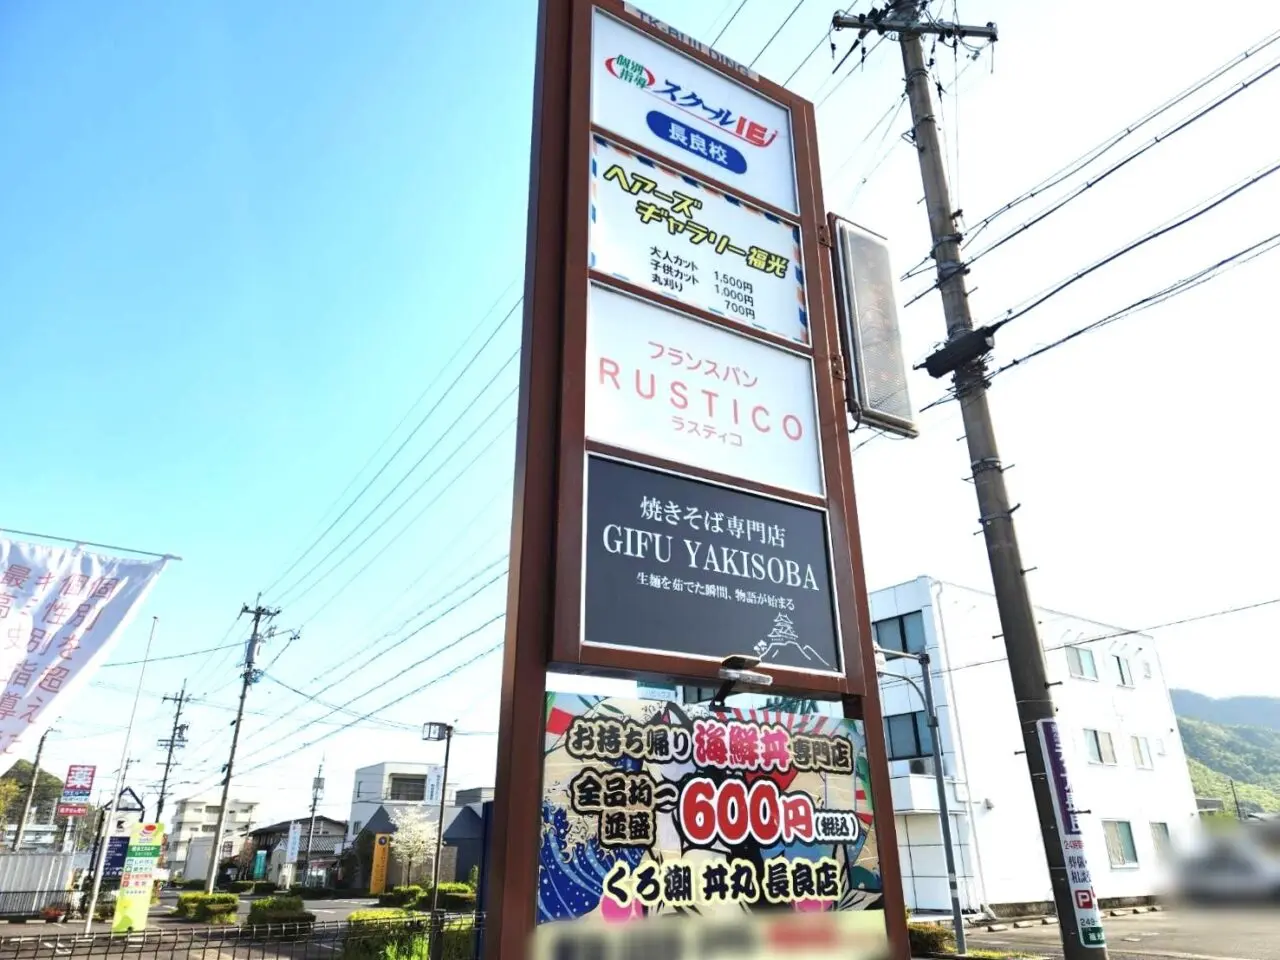 TK-BUILDING
個別
指導
スクールIE
長良校
ヘアーズ
ギャラリー福光
大人カット 1,500円
子供カット 1,000円
丸刈り 700円
フランスパン
RUSTICO
ラスティコ
焼きそば専門店
GIFU YAKISOBA
生麺を茹でた瞬間、物語が始まる
お持ち帰り海鮮丼専門店
全品均一
並盛
600円(税込)
くろ潮 丼丸 長良店
薬
P